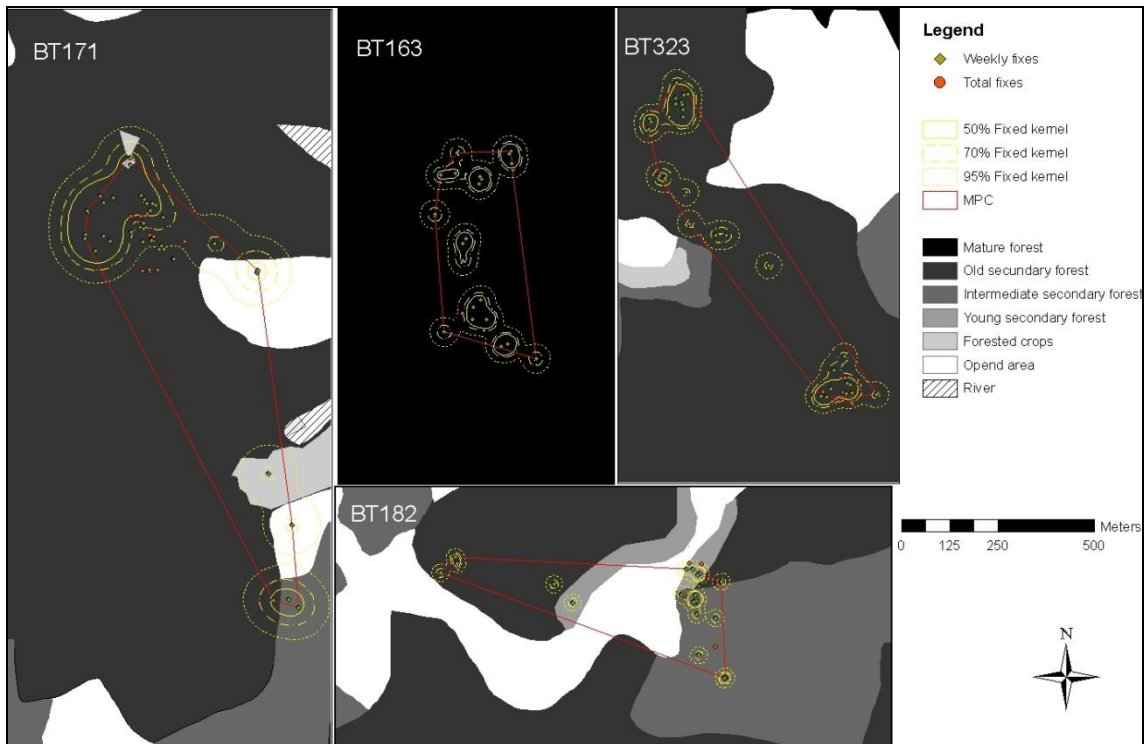 BT171
BT163
BT323
BT182
Legend
Weekly fixes
Total fixes
50% Fixed kernel
70% Fixed kernel
95% Fixed kernel
MPC
Mature forest
Old secundary forest
Intermediate secondary forest
Young secondary forest
Forested crops
Opend area
River
Meters
0 125 250 500
N